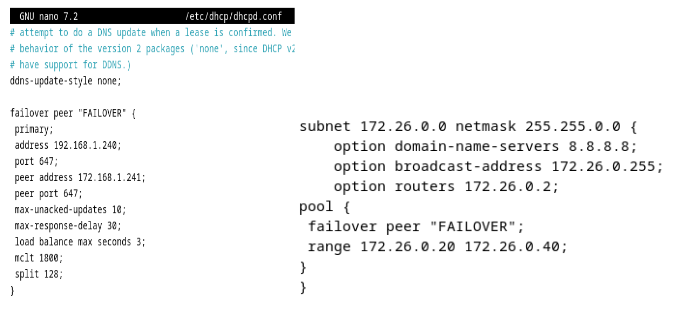 GNU nano 7.2 /etc/dhcp/dhcpd.conf
# attempt to do a DNS update when a lease is confirmed. We
# behavior of the version 2 packages ('none', since DHCP v2
# have support for DDNS.)
ddns-update-style none;
failover peer "FAILOVER" {
primary;
address 192.168.1.240;
port 647;
peer address 172.168.1.241;
peer port 647;
max-unacked-updates 10;
max-response-delay 30;
load balance max seconds 3;
mclt 1800;
split 128;
}
subnet 172.26.0.0 netmask 255.255.0.0 {
option domain-name-servers 8.8.8.8;
option broadcast-address 172.26.0.255;
option routers 172.26.0.2;
pool {
failover peer "FAILOVER";
range 172.26.0.20 172.26.0.40;
}
}